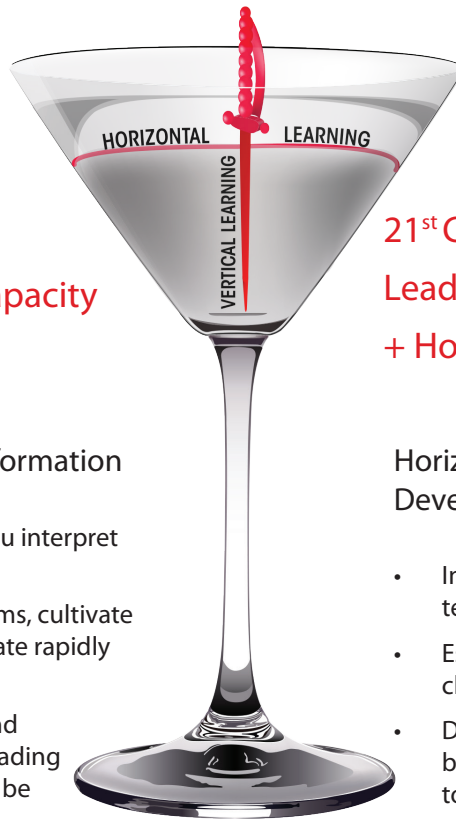 HORIZONTAL LEARNING
VERTICAL LEARNING
apacity
formation
u interpret
ms, cultivate
ate rapidly
nd
ading
be
21st C
Lead
+ Ho
Horiz
Deve
• In
te
• E
cl
• D
b
to